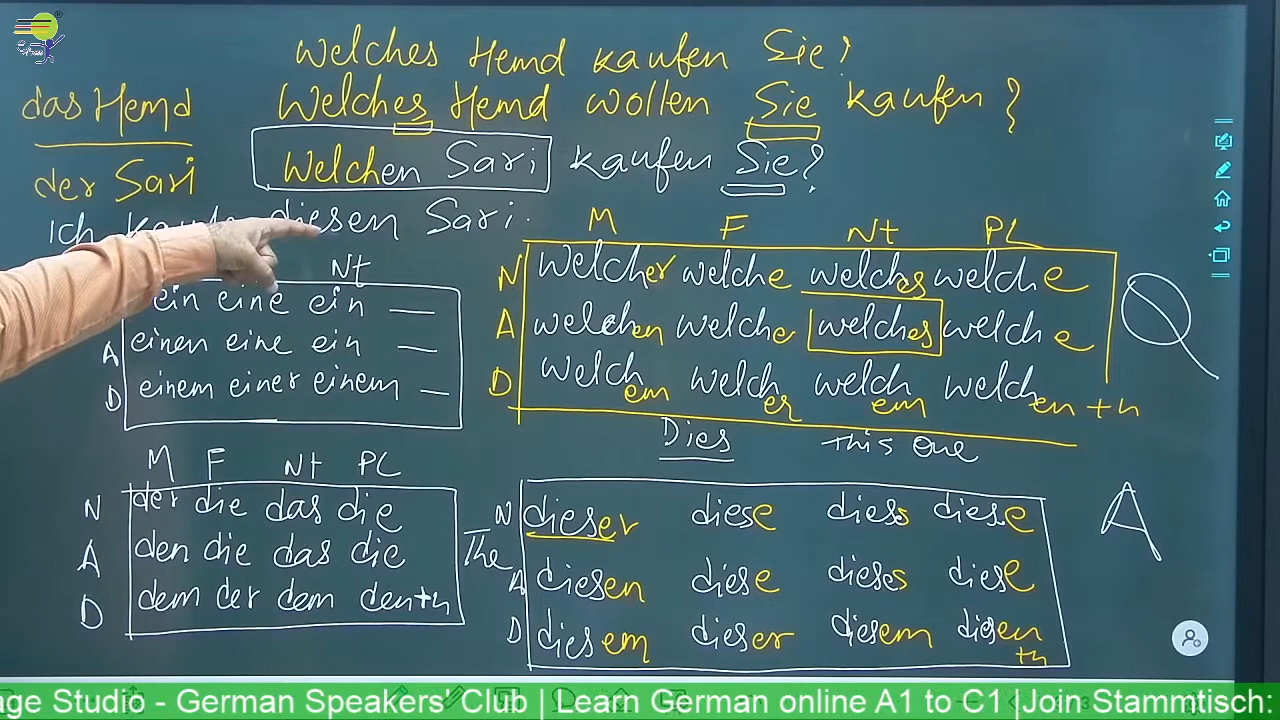 Welches Hemd kaufen Sie?
das Hemd Welches Hemd wollen Sie kaufen?
der Sari Welchen Sari kaufen Sie?
Ich kaufe diesen Sari.
Nt
ein eine ein —
A einen eine ein —
D einem einer einem —
M F Nt PL
N welcher welche welches welche
A welchen welche welches welche
D welchem welcher welchem welchen + n
Q
Dies This One
M F Nt PL
N der die das die
A den die das die
D dem der dem den+n
The
N dieser diese dieses diese
A diesen diese dieses diese
D diesem dieser diesem diesen +n
A
age Studio - German Speakers' Club | Learn German online A1 to C1 |Join Stammtisch: